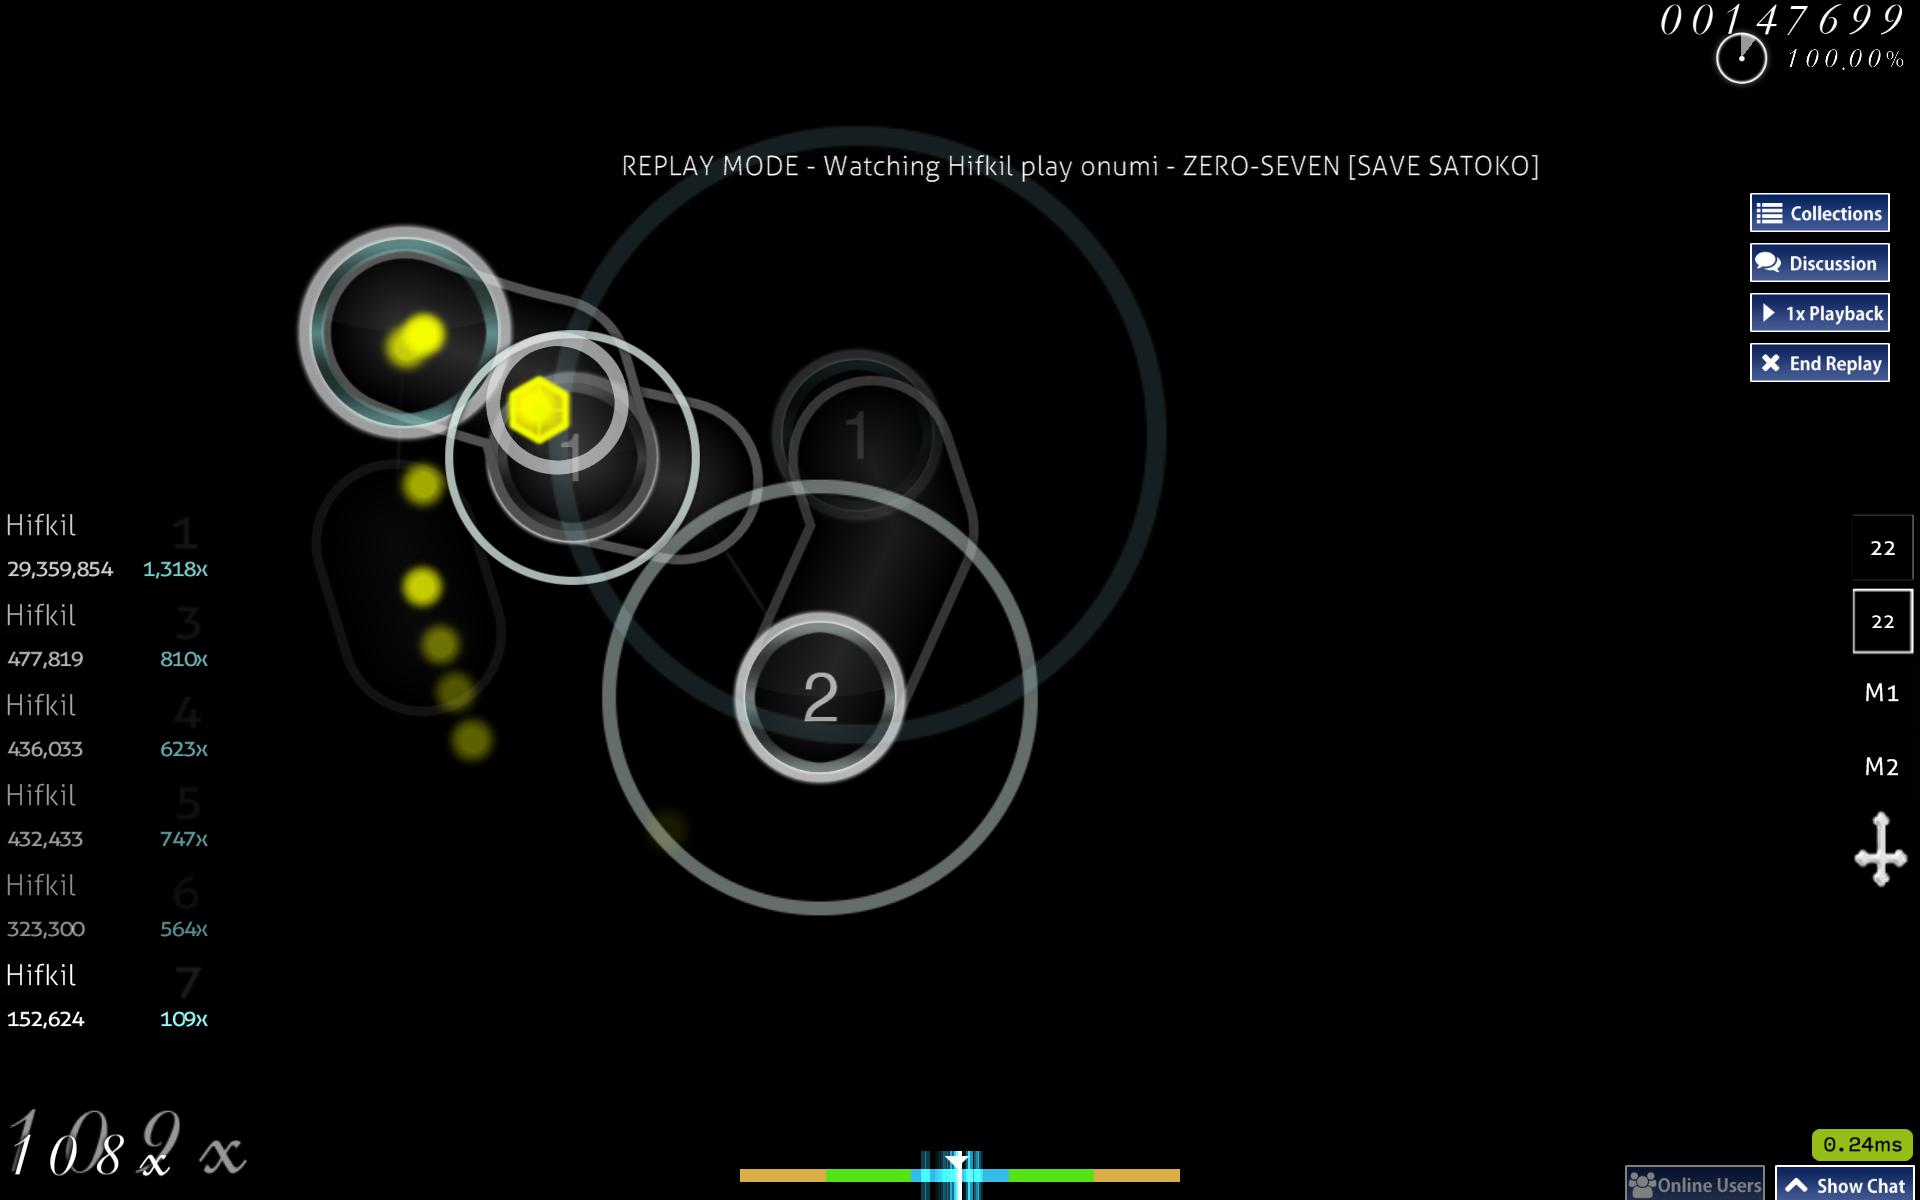 00147699
100.00%
REPLAY MODE - Watching Hifkil play onumi - ZERO-SEVEN [SAVE SATOKO]
Collections
Discussion
1x Playback
End Replay
1
1
2
Hifkil 1
29,359,854 1,318x
Hifkil 3
477,819 810x
Hifkil 4
436,033 623x
Hifkil 5
432,433 747x
Hifkil 6
323,300 564x
Hifkil 7
152,624 109x
22
22
M1
M2
109x
108x
0.24ms
Online Users
Show Chat